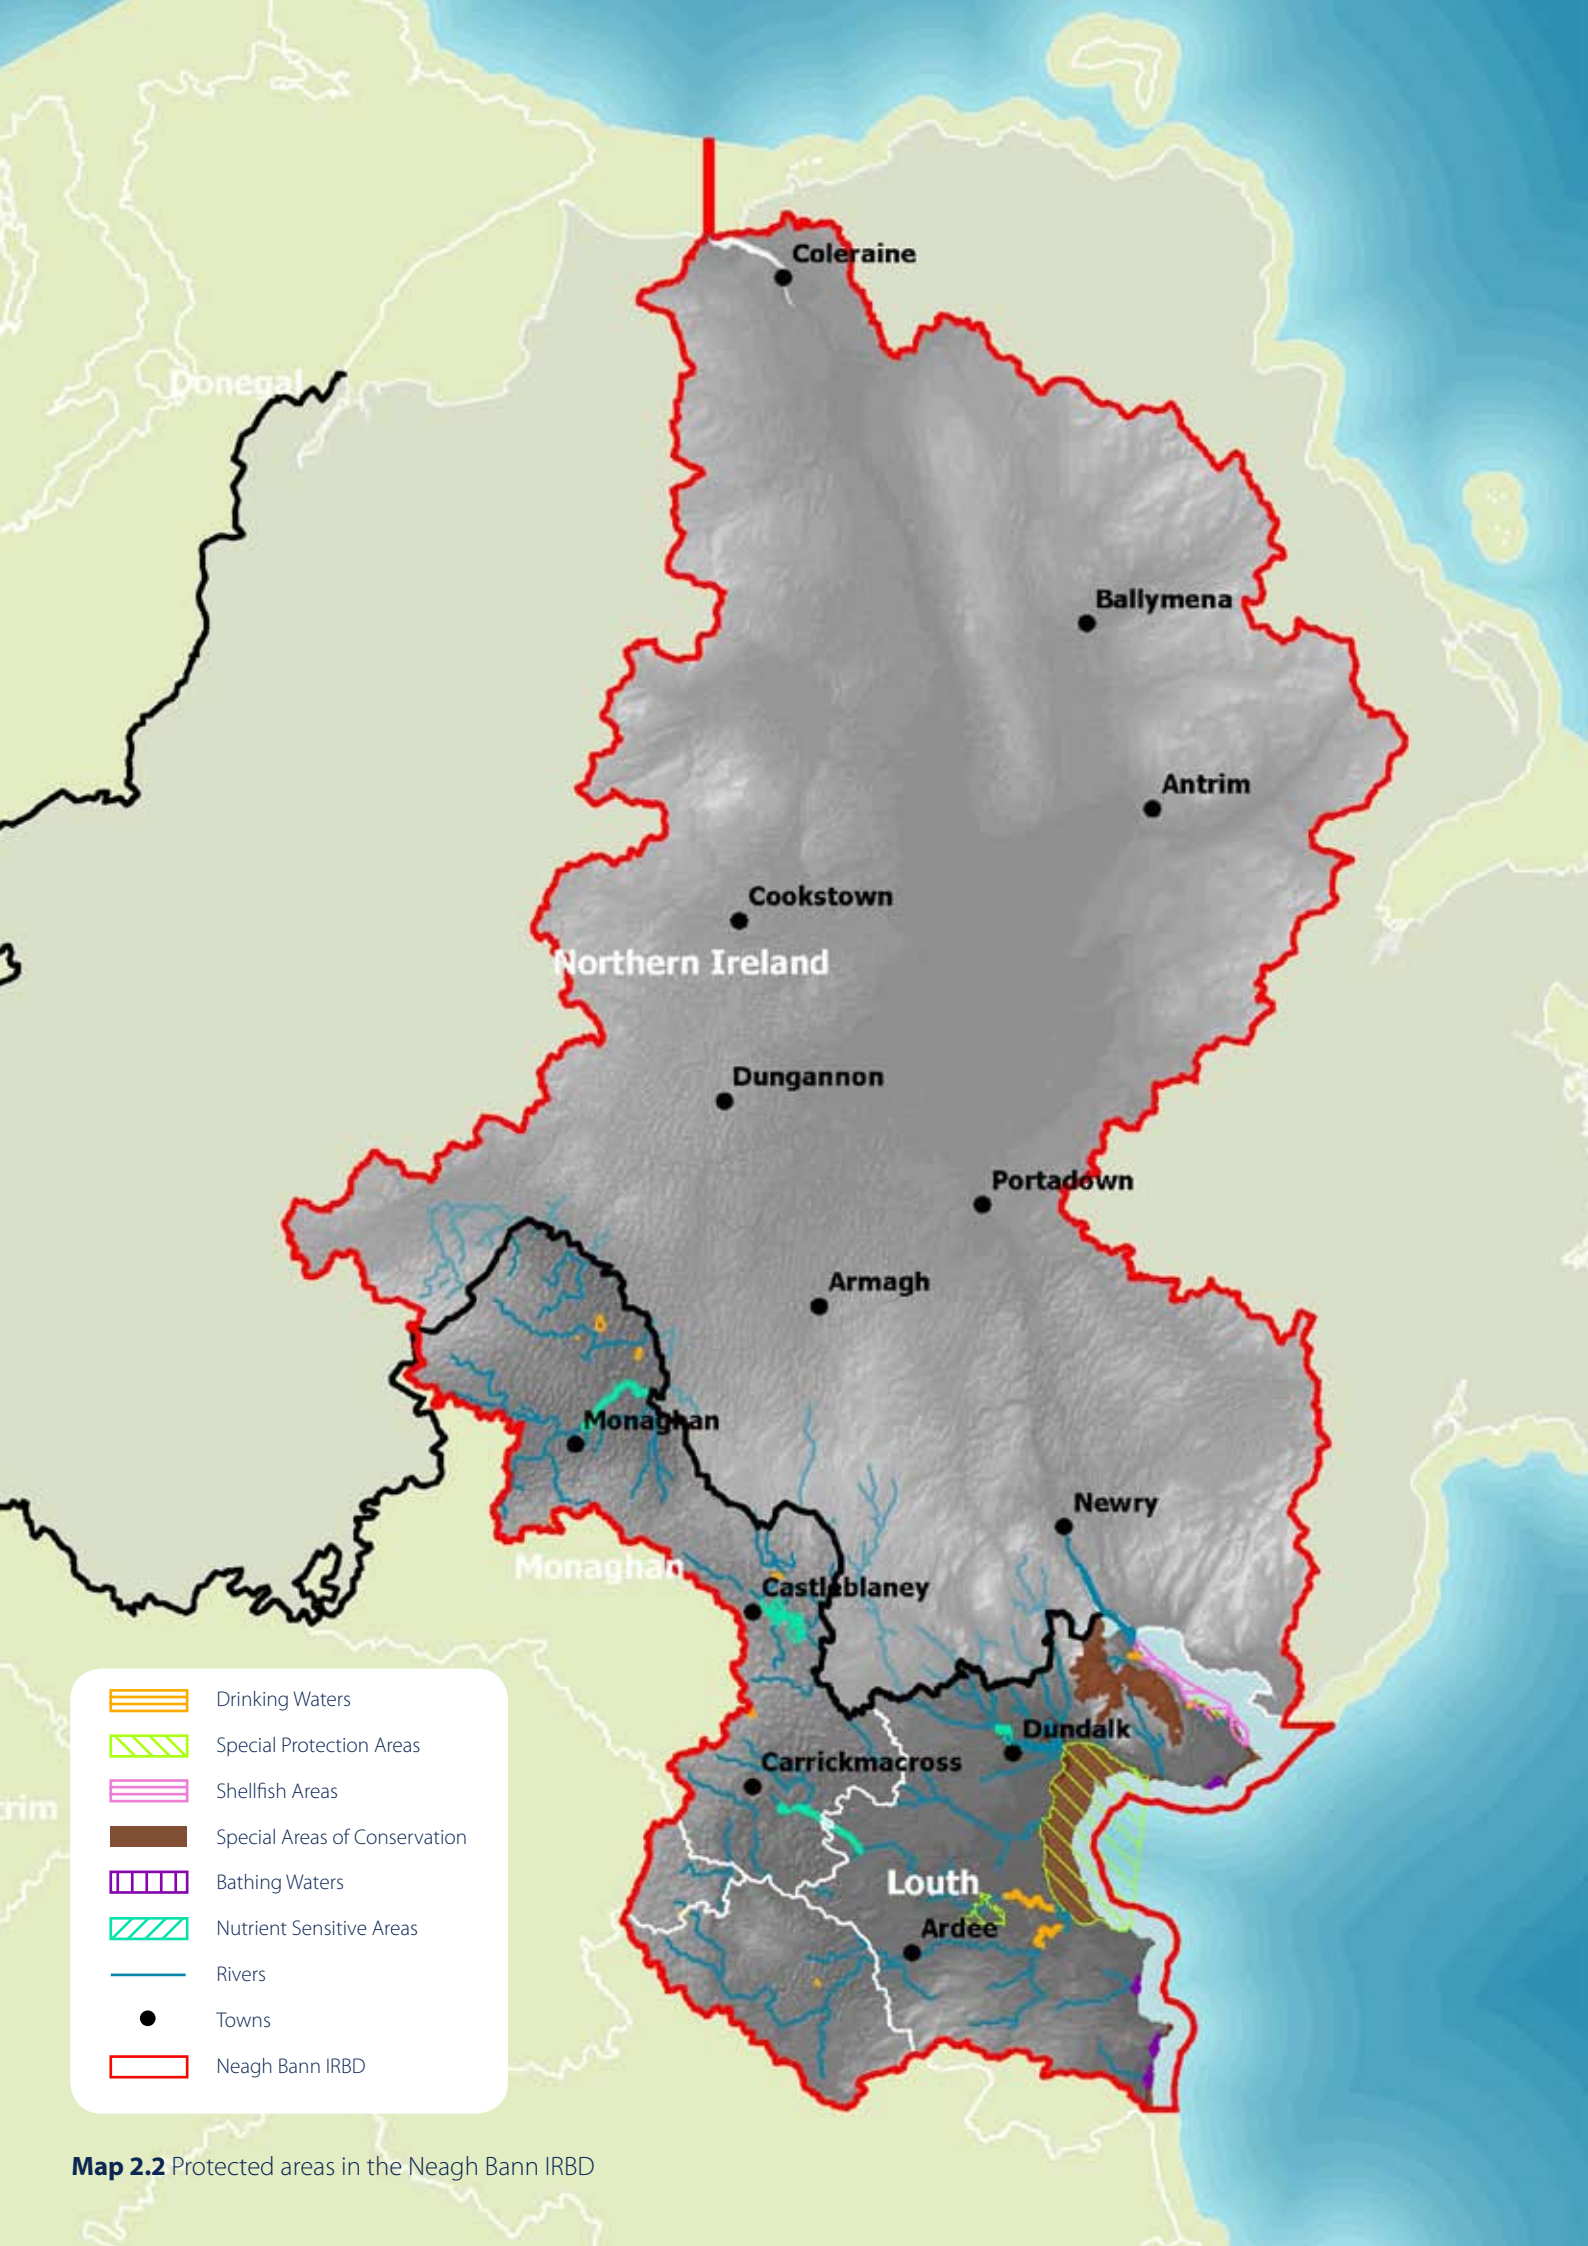 Coleraine
Donegal
Ballymena
Antrim
Cookstown
Northern Ireland
Dungannon
Portadown
Armagh
Monaghan
Newry
Monaghan
Castleblaney
Dundalk
Carrickmacross
Louth
Ardee
trim
Drinking Waters
Special Protection Areas
Shellfish Areas
Special Areas of Conservation
Bathing Waters
Nutrient Sensitive Areas
Rivers
Towns
Neagh Bann IRBD
Map 2.2 Protected areas in the Neagh Bann IRBD